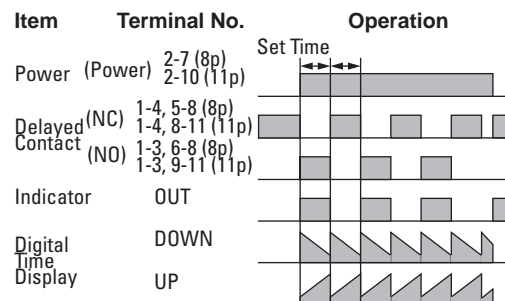 Item Terminal No. Operation
Set Time
Power (Power) 2-7 (8p)
2-10 (11p)
Delayed Contact (NC) 1-4, 5-8 (8p)
1-4, 8-11 (11p)
(NO) 1-3, 6-8 (8p)
1-3, 9-11 (11p)
Indicator OUT
Digital Time Display DOWN
UP